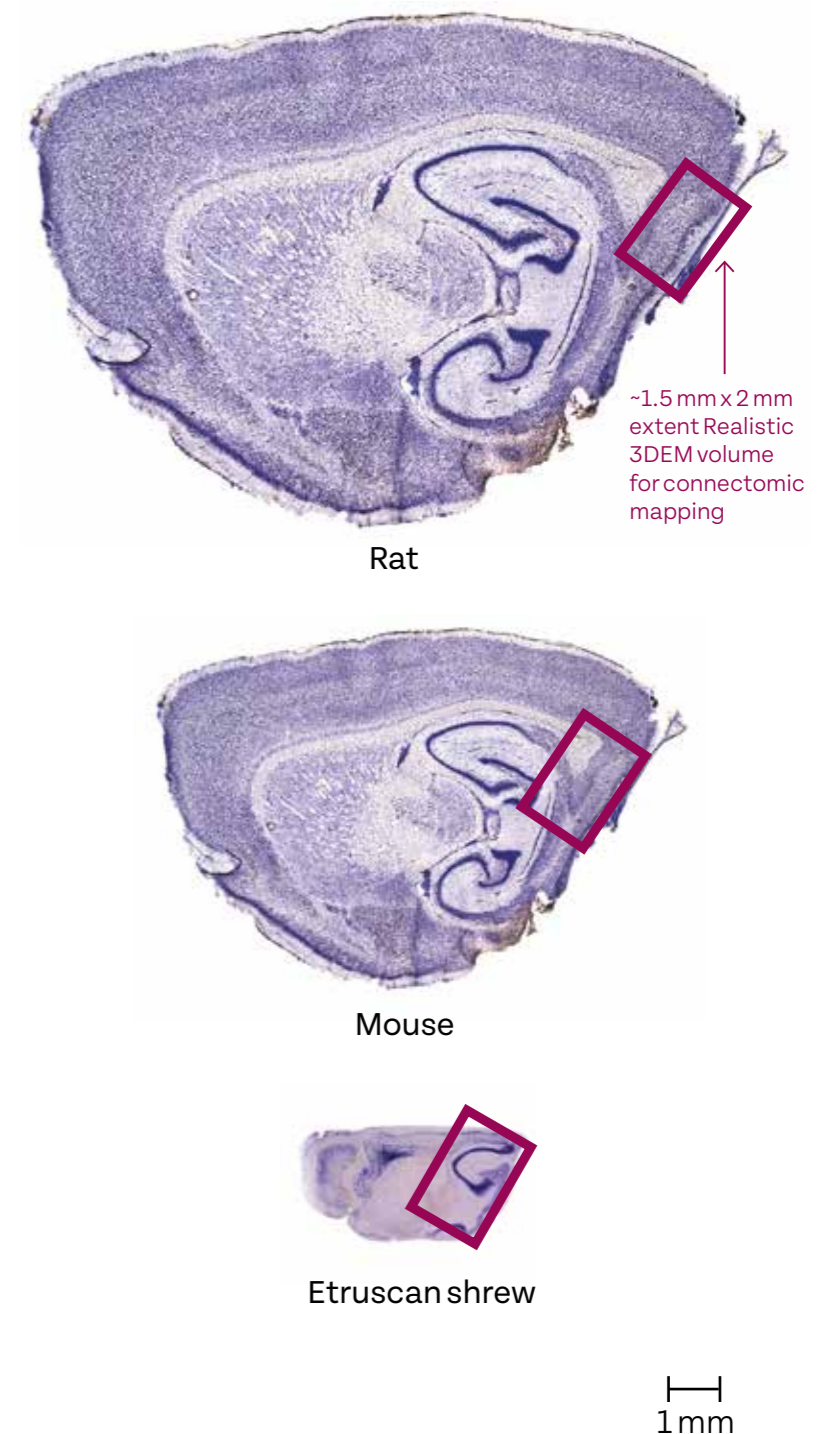 ~1.5 mm x 2 mm
extent Realistic
3DEM volume
for connectomic
mapping
Rat
Mouse
Etruscan shrew
1 mm